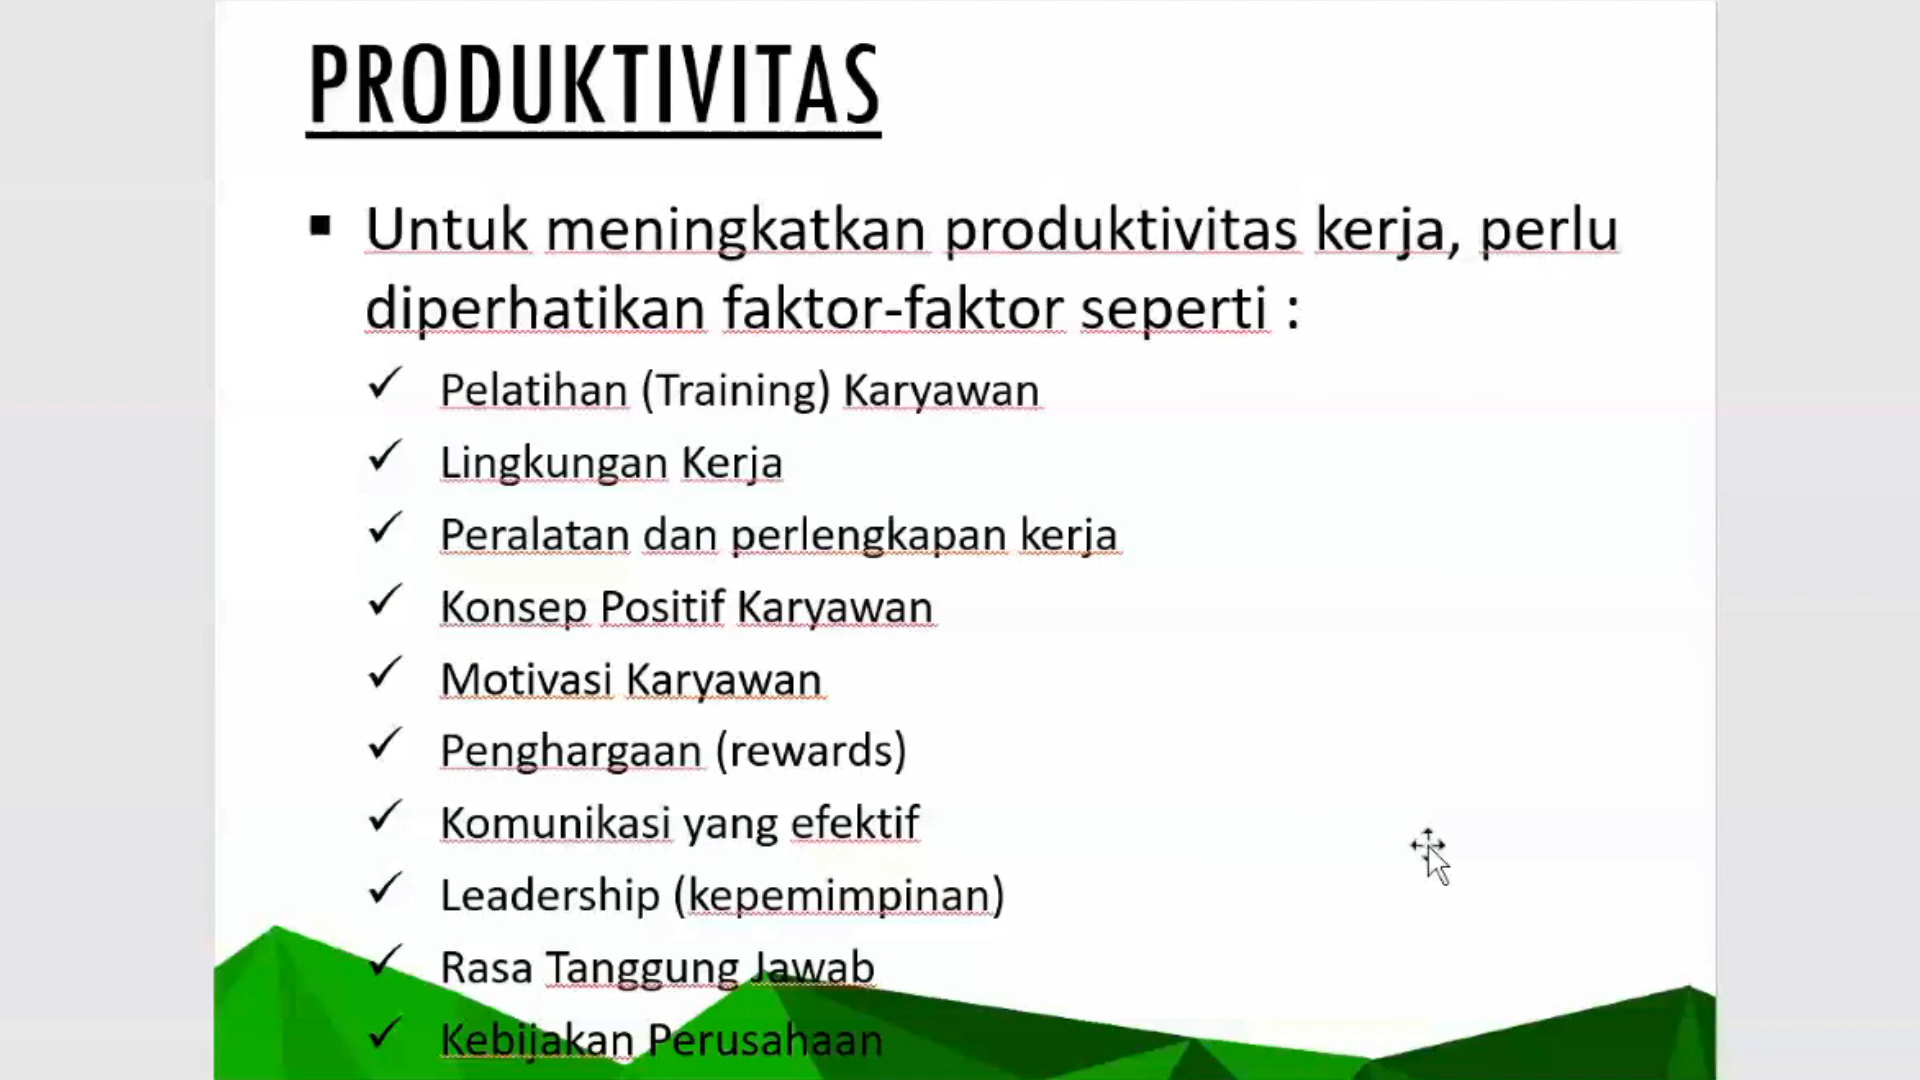 PRODUKTIVITAS
▪ Untuk meningkatkan produktivitas kerja, perlu
diperhatikan faktor-faktor seperti :
✓ Pelatihan (Training) Karyawan
✓ Lingkungan Kerja
✓ Peralatan dan perlengkapan kerja
✓ Konsep Positif Karyawan
✓ Motivasi Karyawan
✓ Penghargaan (rewards)
✓ Komunikasi yang efektif
✓ Leadership (kepemimpinan)
✓ Rasa Tanggung Jawab
✓ Kebijakan Perusahaan